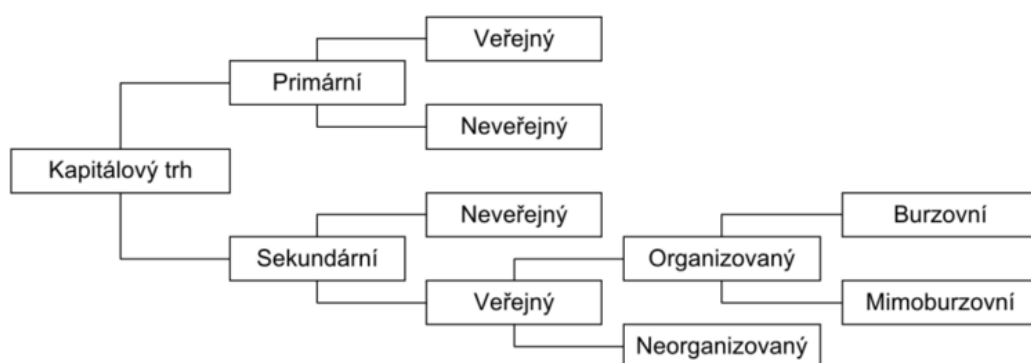 Veřejný
Primární
Neveřejný
Kapitálový trh
Neveřejný
Burzovní
Sekundární
Organizovaný
Veřejný
Mimoburzovní
Neorganizovaný